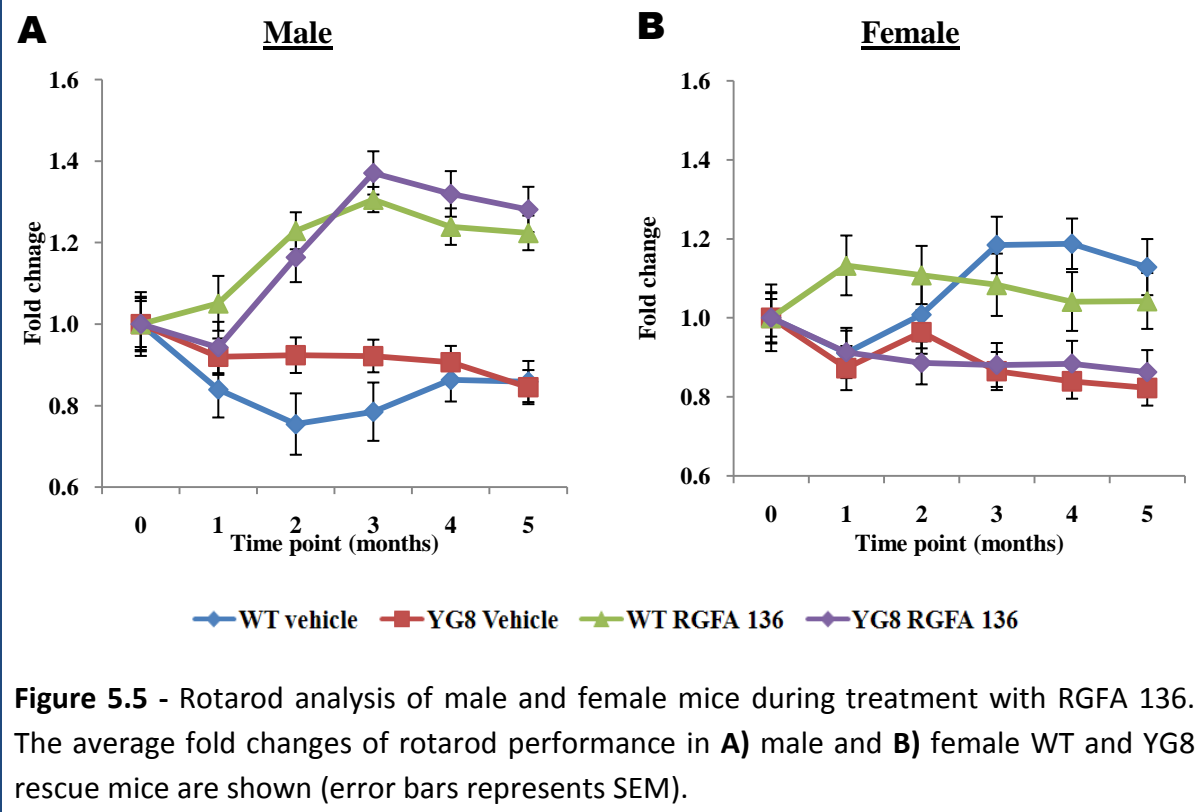 A
Male
B
Female
1.6
1.4
1.2
1.0
0.8
0.6
Fold chnage
0 1 2 3 4 5
Time point (months)
1.6
1.4
1.2
1.0
0.8
0.6
Fold change
0 1 2 3 4 5
Time point (months)
WT vehicle YG8 Vehicle WT RGFA 136 YG8 RGFA 136
Figure 5.5 - Rotarod analysis of male and female mice during treatment with RGFA 136.
The average fold changes of rotarod performance in A) male and B) female WT and YG8
rescue mice are shown (error bars represents SEM).